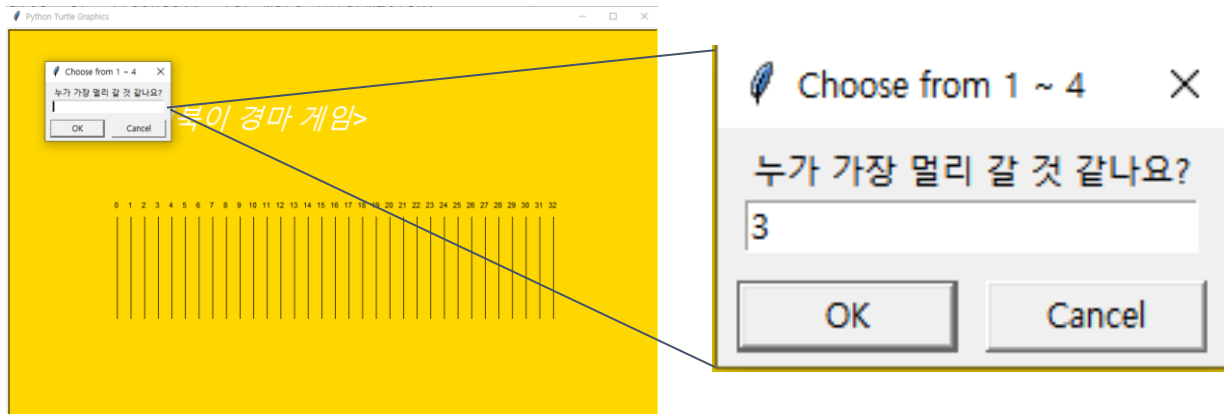 Python Turtle Graphics
Choose from 1 ~ 4
누가 가장 멀리 갈 것 같나요?
OK Cancel
북이 경마 게임>
0 1 2 3 4 5 6 7 8 9 10 11 12 13 14 15 16 17 18 19 20 21 22 23 24 25 26 27 28 29 30 31 32
Choose from 1 ~ 4
누가 가장 멀리 갈 것 같나요?
3
OK Cancel